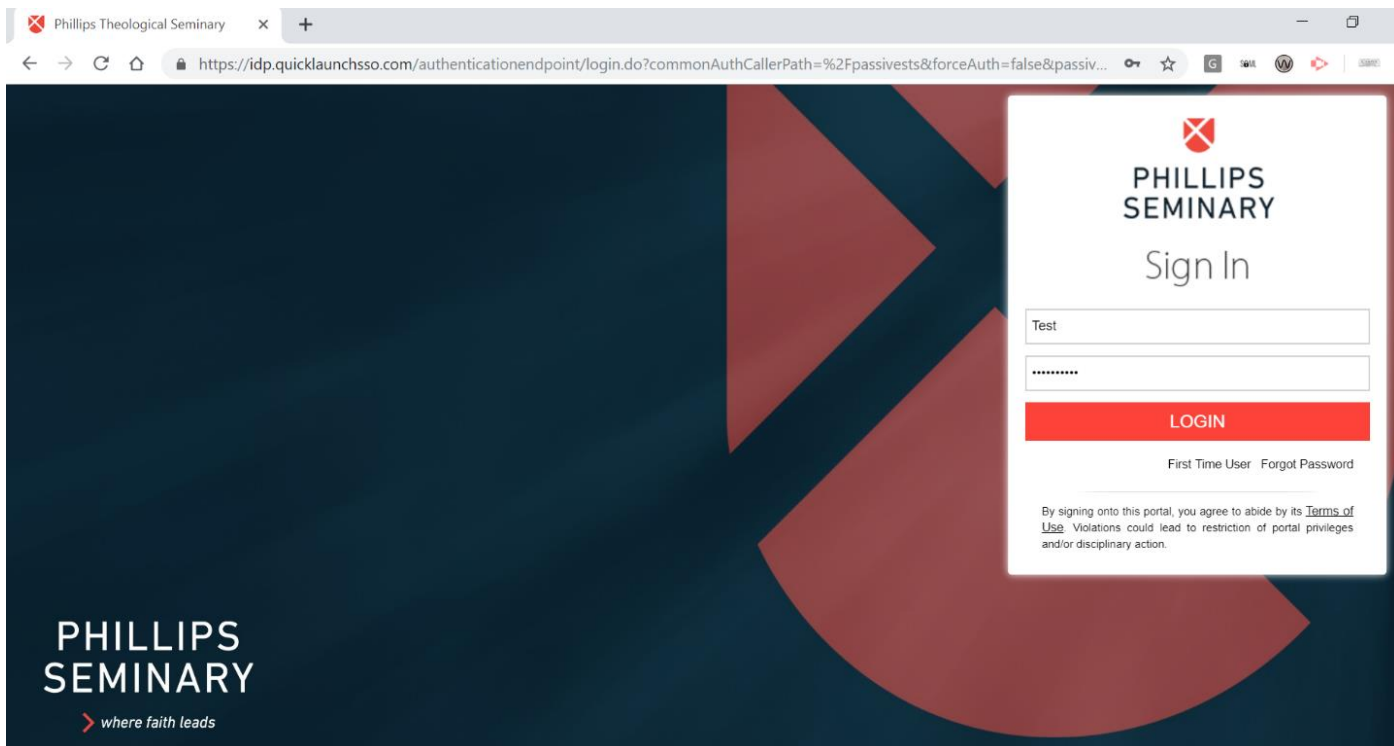 Phillips Theological Seminary
https://idp.quicklaunchsso.com/authenticationendpoint/login.do?commonAuthCallerPath=%2Fpassivests&forceAuth=false&passiv...
PHILLIPS
SEMINARY
Sign In
Test
LOGIN
First Time User Forgot Password
By signing onto this portal, you agree to abide by its Terms of
Use. Violations could lead to restriction of portal privileges
and/or disciplinary action.
PHILLIPS
SEMINARY
where faith leads